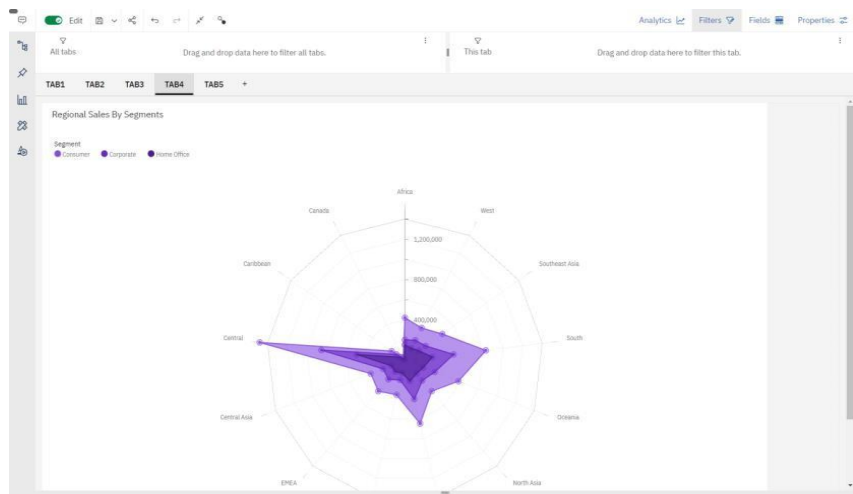 Edit
Analytics
Filters
Fields
Properties
All tabs
Drag and drop data here to filter all tabs.
This tab
Drag and drop data here to filter this tab.
TAB1
TAB2
TAB3
TAB4
TAB5
+
Regional Sales By Segments
Segment
Consumer
Corporate
Home Office
Africa
Canada
West
1,200,000
Caribbean
Southeast Asia
800,000
400,000
Central
South
Central Asia
Oceania
EMEA
North Asia